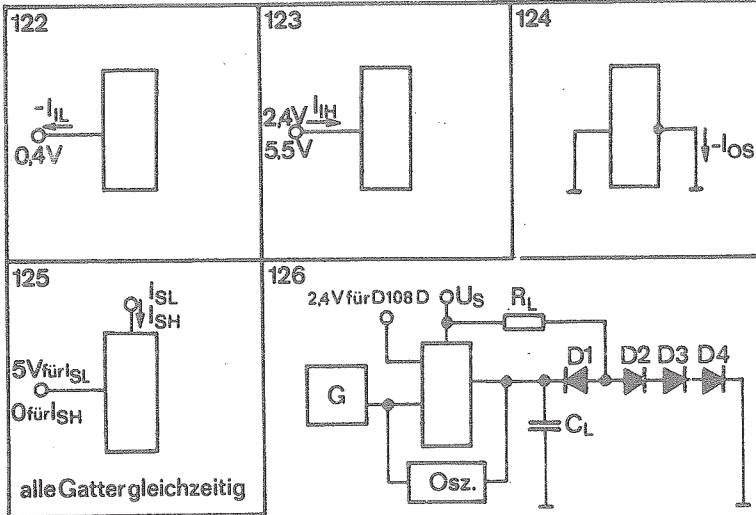 122
-I_IL
0,4V
123
2,4V I_IH
5.5V
124
-I_OS
125
I_SL
I_SH
5V für I_SL
0 für I_SH
alle Gatter gleichzeitig
126
2,4V für D108D
U_S
R_L
D1 D2 D3 D4
G
C_L
Osz.